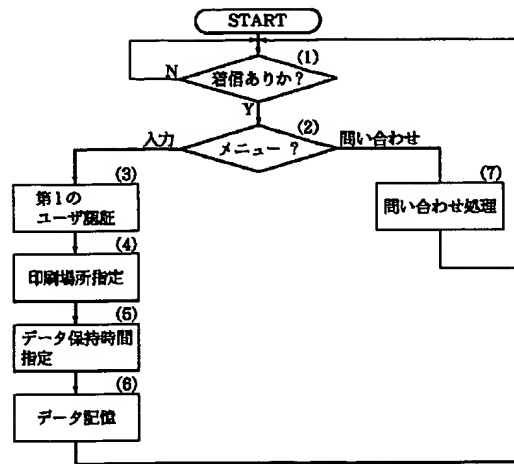 START
(1)
着信ありか?
N
Y
(2)
メニュー ?
入力
問い合わせ
(3)
第1の
ユーザ認証
(7)
問い合わせ処理
(4)
印刷場所指定
(5)
データ保持時間
指定
(6)
データ記憶